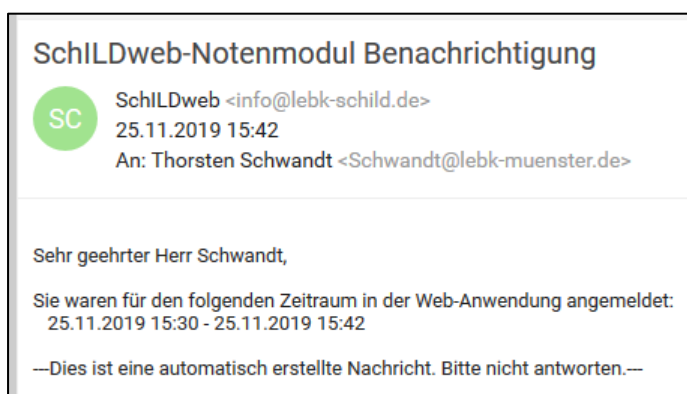 SchILDweb-Notenmodul Benachrichtigung
SC
SchILDweb <info@lebk-schild.de>
25.11.2019 15:42
An: Thorsten Schwandt <Schwandt@lebk-muenster.de>
Sehr geehrter Herr Schwandt,
Sie waren für den folgenden Zeitraum in der Web-Anwendung angemeldet:
25.11.2019 15:30 - 25.11.2019 15:42
---Dies ist eine automatisch erstellte Nachricht. Bitte nicht antworten.---